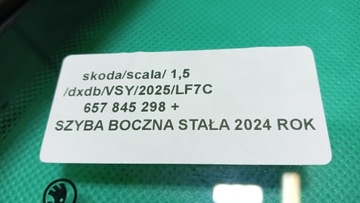 skoda/scala/ 1,5
/dxdb/VSY/2025/LF7C
657 845 298 +
SZYBA BOCZNA STAŁA 2024 ROK